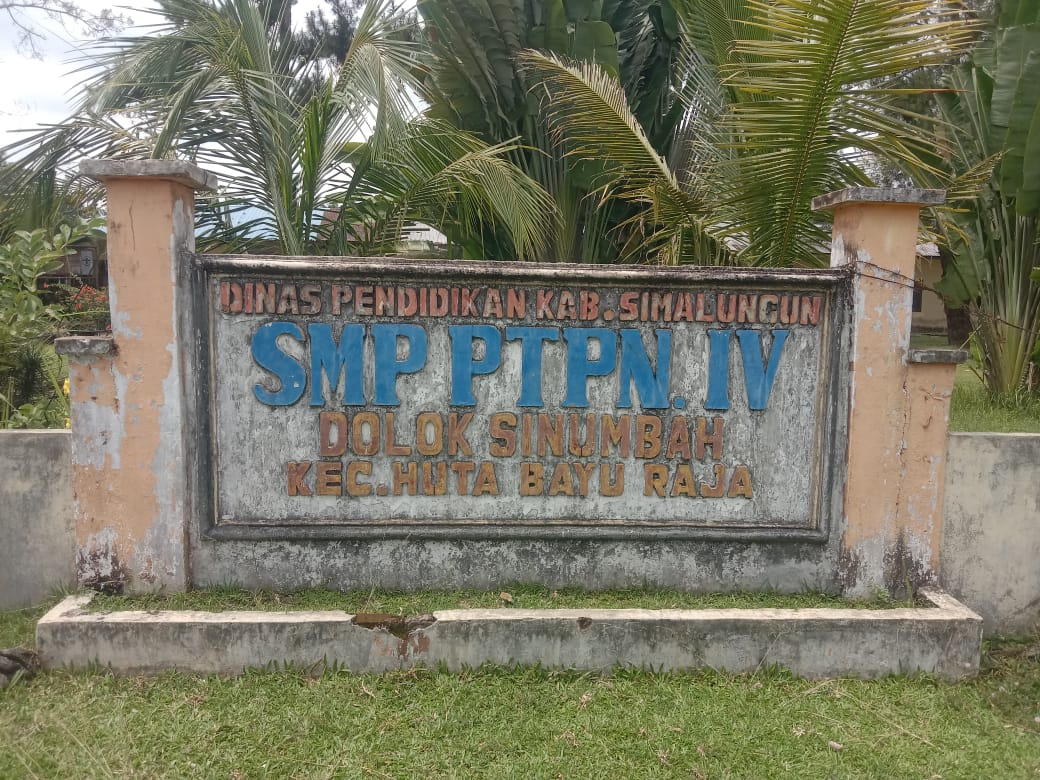 DINAS PENDIDIKAN KAB. SIMALUNGUN
SMP PTPN. IV
DOLOK SINUMBAH
KEC. HUTA BAYU RAJA